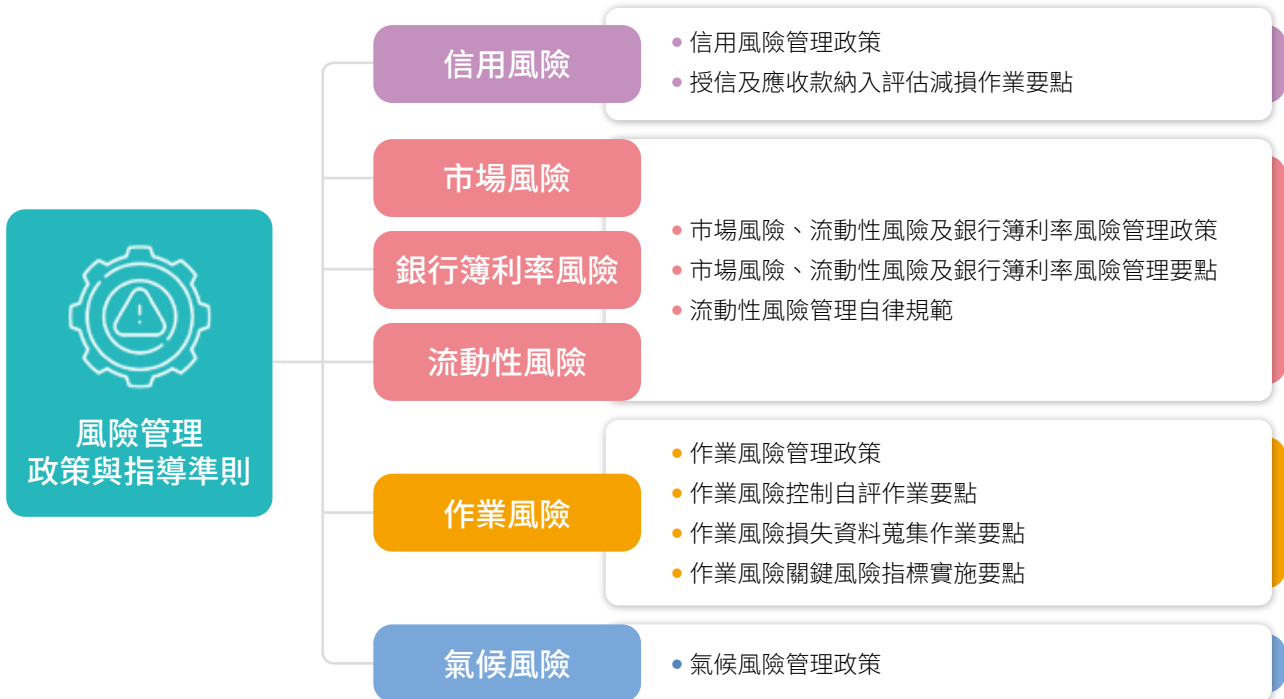 風險管理
政策與指導準則
信用風險
• 信用風險管理政策
• 授信及應收款納入評估減損作業要點
市場風險
銀行簿利率風險
流動性風險
• 市場風險、流動性風險及銀行簿利率風險管理政策
• 市場風險、流動性風險及銀行簿利率風險管理要點
• 流動性風險管理自律規範
作業風險
• 作業風險管理政策
• 作業風險控制自評作業要點
• 作業風險損失資料蒐集作業要點
• 作業風險關鍵風險指標實施要點
氣候風險
• 氣候風險管理政策